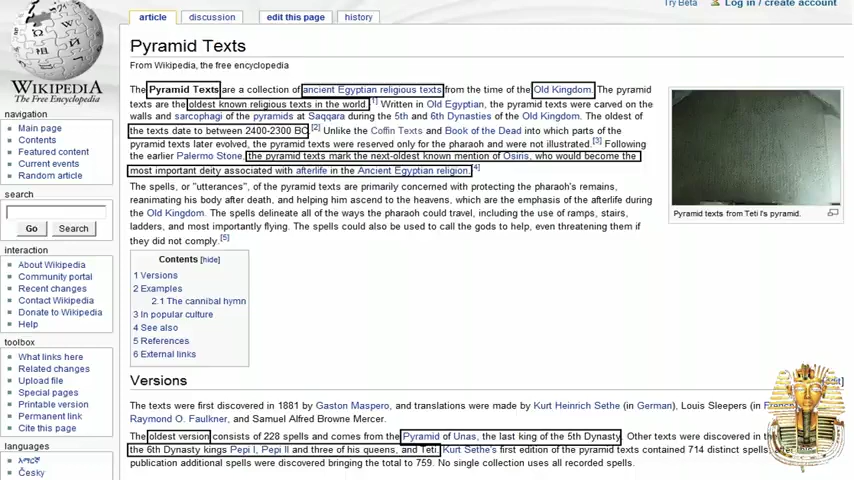 Try Beta
Log in / create account
article
discussion
edit this page
history
WIKIPEDIA
The Free Encyclopedia
Pyramid Texts
From Wikipedia, the free encyclopedia
The Pyramid Texts are a collection of ancient Egyptian religious texts from the time of the Old Kingdom. The pyramid
texts are the oldest known religious texts in the world.[1] Written in Old Egyptian, the pyramid texts were carved on the
walls and sarcophagi of the pyramids at Saqqara during the 5th and 6th Dynasties of the Old Kingdom. The oldest of
the texts date to between 2400-2300 BC.[2] Unlike the Coffin Texts and Book of the Dead into which parts of the
pyramid texts later evolved, the pyramid texts were reserved only for the pharaoh and were not illustrated.[3] Following
the earlier Palermo Stone, the pyramid texts mark the next-oldest known mention of Osiris, who would become the
most important deity associated with afterlife in the Ancient Egyptian religion.[4]
The spells, or "utterances", of the pyramid texts are primarily concerned with protecting the pharaoh's remains,
reanimating his body after death, and helping him ascend to the heavens, which are the emphasis of the afterlife during
the Old Kingdom. The spells delineate all of the ways the pharaoh could travel, including the use of ramps, stairs,
ladders, and most importantly flying. The spells could also be used to call the gods to help, even threatening them if
they did not comply.[5]
Pyramid texts from Teti I's pyramid.
Contents [hide]
1 Versions
2 Examples
2.1 The cannibal hymn
3 In popular culture
4 See also
5 References
6 External links
Versions
The texts were first discovered in 1881 by Gaston Maspero, and translations were made by Kurt Heinrich Sethe (in German), Louis Sleepers (in
Raymond O. Faulkner, and Samuel Alfred Browne Mercer.
The oldest version consists of 228 spells and comes from the Pyramid of Unas, the last king of the 5th Dynasty. Other texts were discovered in the
the 6th Dynasty kings Pepi I, Pepi II and three of his queens, and Teti. Kurt Sethe's first edition of the pyramid texts contained 714 distinct spells,
publication additional spells were discovered bringing the total to 759. No single collection uses all recorded spells.
navigation
Main page
Contents
Featured content
Current events
Random article
search
Go
Search
interaction
About Wikipedia
Community portal
Recent changes
Contact Wikipedia
Donate to Wikipedia
Help
toolbox
What links here
Related changes
Upload file
Special pages
Printable version
Permanent link
Cite this page
languages
አማርኛ
Česky